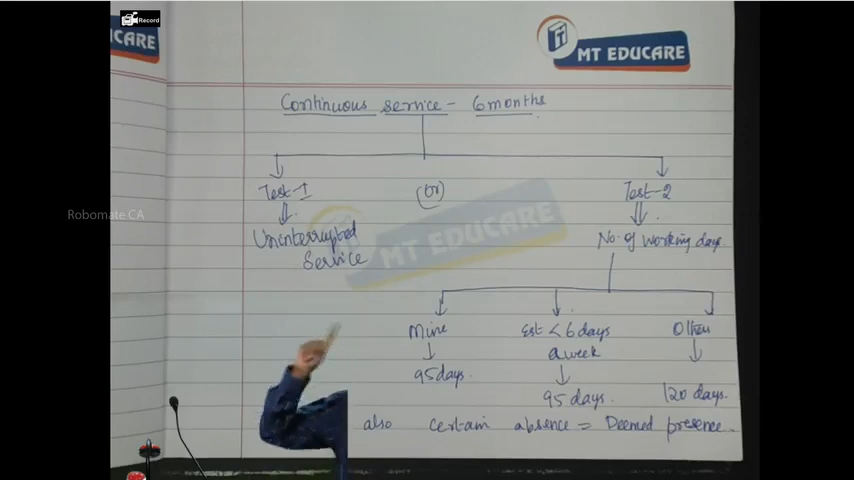 Record
CARE
MT EDUCARE
Continuous service - 6 months
Test-1 (or) Test-2
Robomate CA
MT EDUCARE
Uninterrupted
Service
No. of working days
Mine Est < 6 days Other
a week
95 days
95 days. 120 days.
also certain absence = Deemed presence